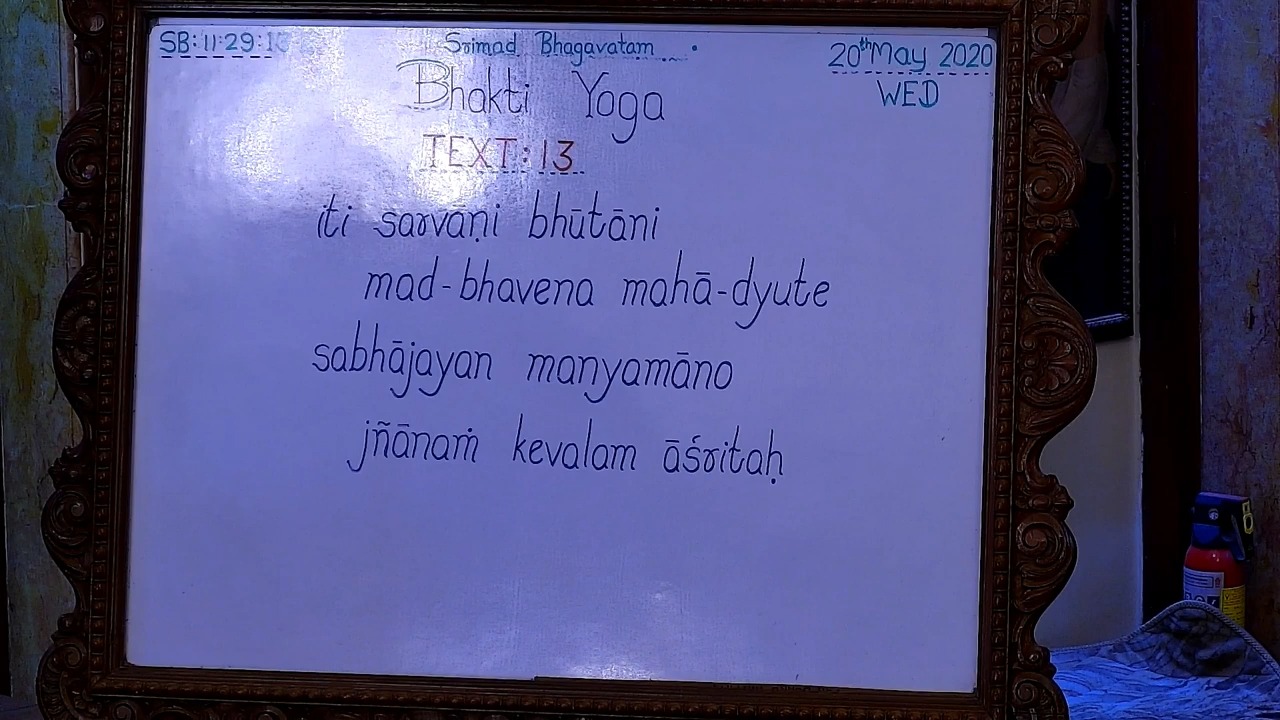 SB: 11:29:13
Srimad Bhagavatam
20th May 2020
WED
Bhakti Yoga
TEXT: 13
iti sarvāṇi bhūtāni
mad-bhavena mahā-dyute
sabhājayan manyamāno
jñānaṁ kevalam āśritaḥ